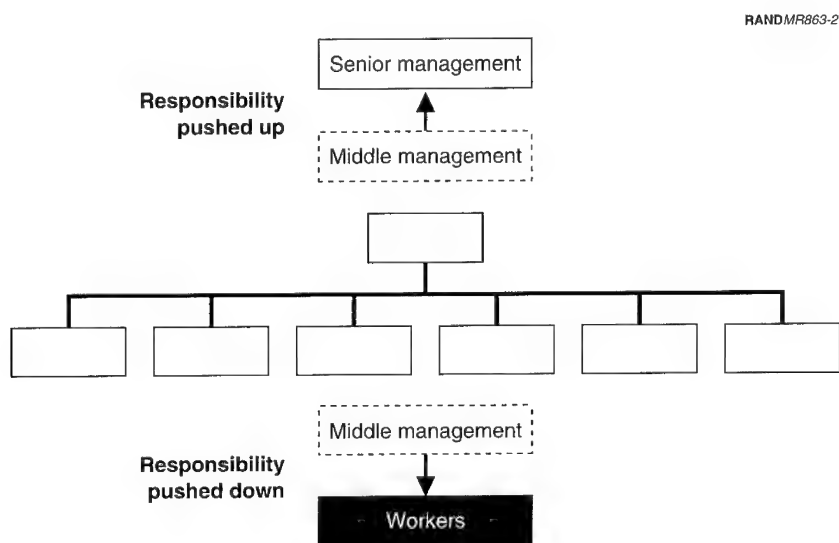 RANDMR863-2
Senior management
Responsibility
pushed up
Middle management
Middle management
Responsibility
pushed down
Workers